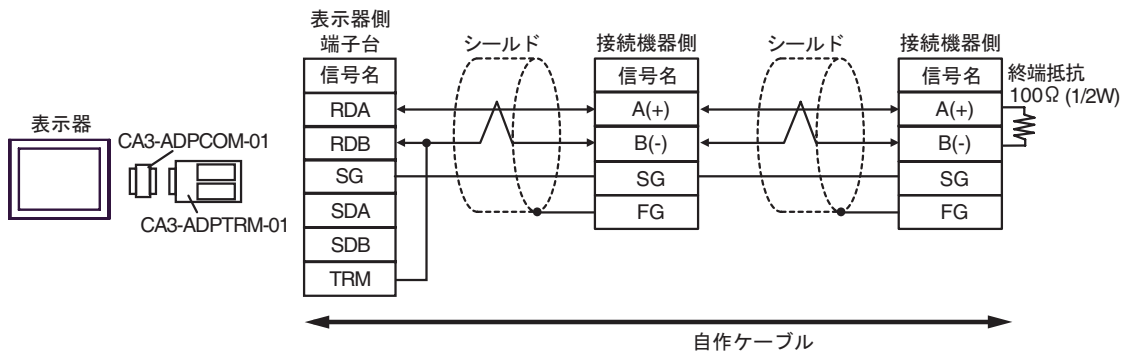 表示器
CA3-ADPCOM-01
CA3-ADPTRM-01
表示器側
端子台
信号名
RDA
RDB
SG
SDA
SDB
TRM
シールド
接続機器側
信号名
A(+)
B(-)
SG
FG
シールド
接続機器側
信号名
A(+)
B(-)
SG
FG
終端抵抗
100Ω (1/2W)
自作ケーブル